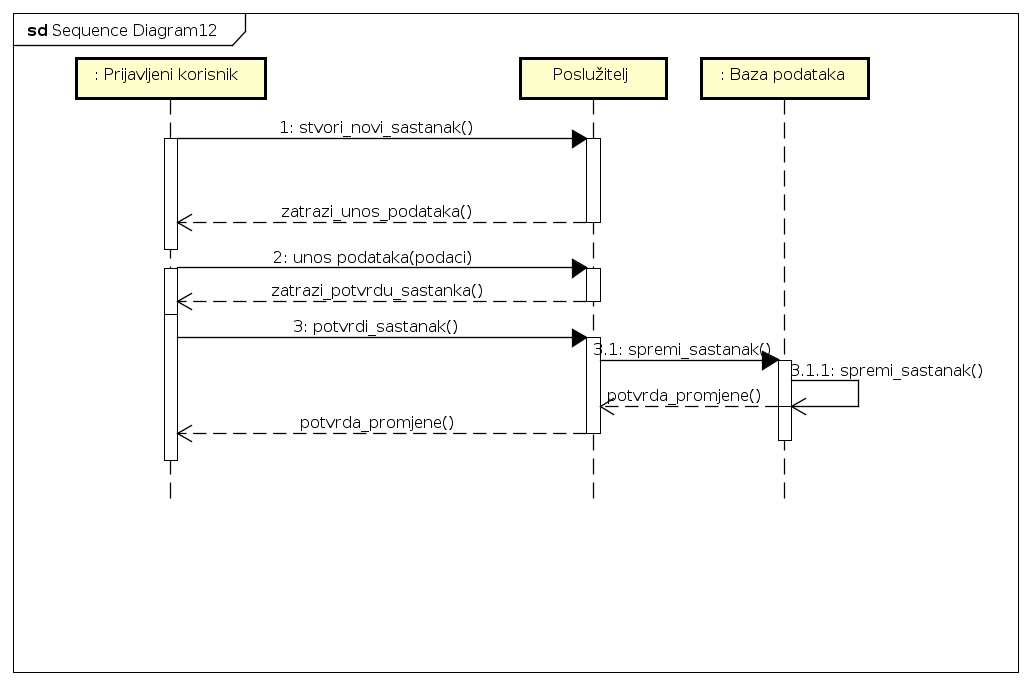 sd Sequence Diagram12
: Prijavljeni korisnik
Poslužitelj
: Baza podataka
1: stvori_novi_sastanak()
zatrazi_unos_podataka()
2: unos podataka(podaci)
zatrazi_potvrdu_sastanka()
3: potvrdi_sastanak()
3.1: spremi_sastanak()
3.1.1: spremi_sastanak()
potvrda_promjene()
potvrda_promjene()